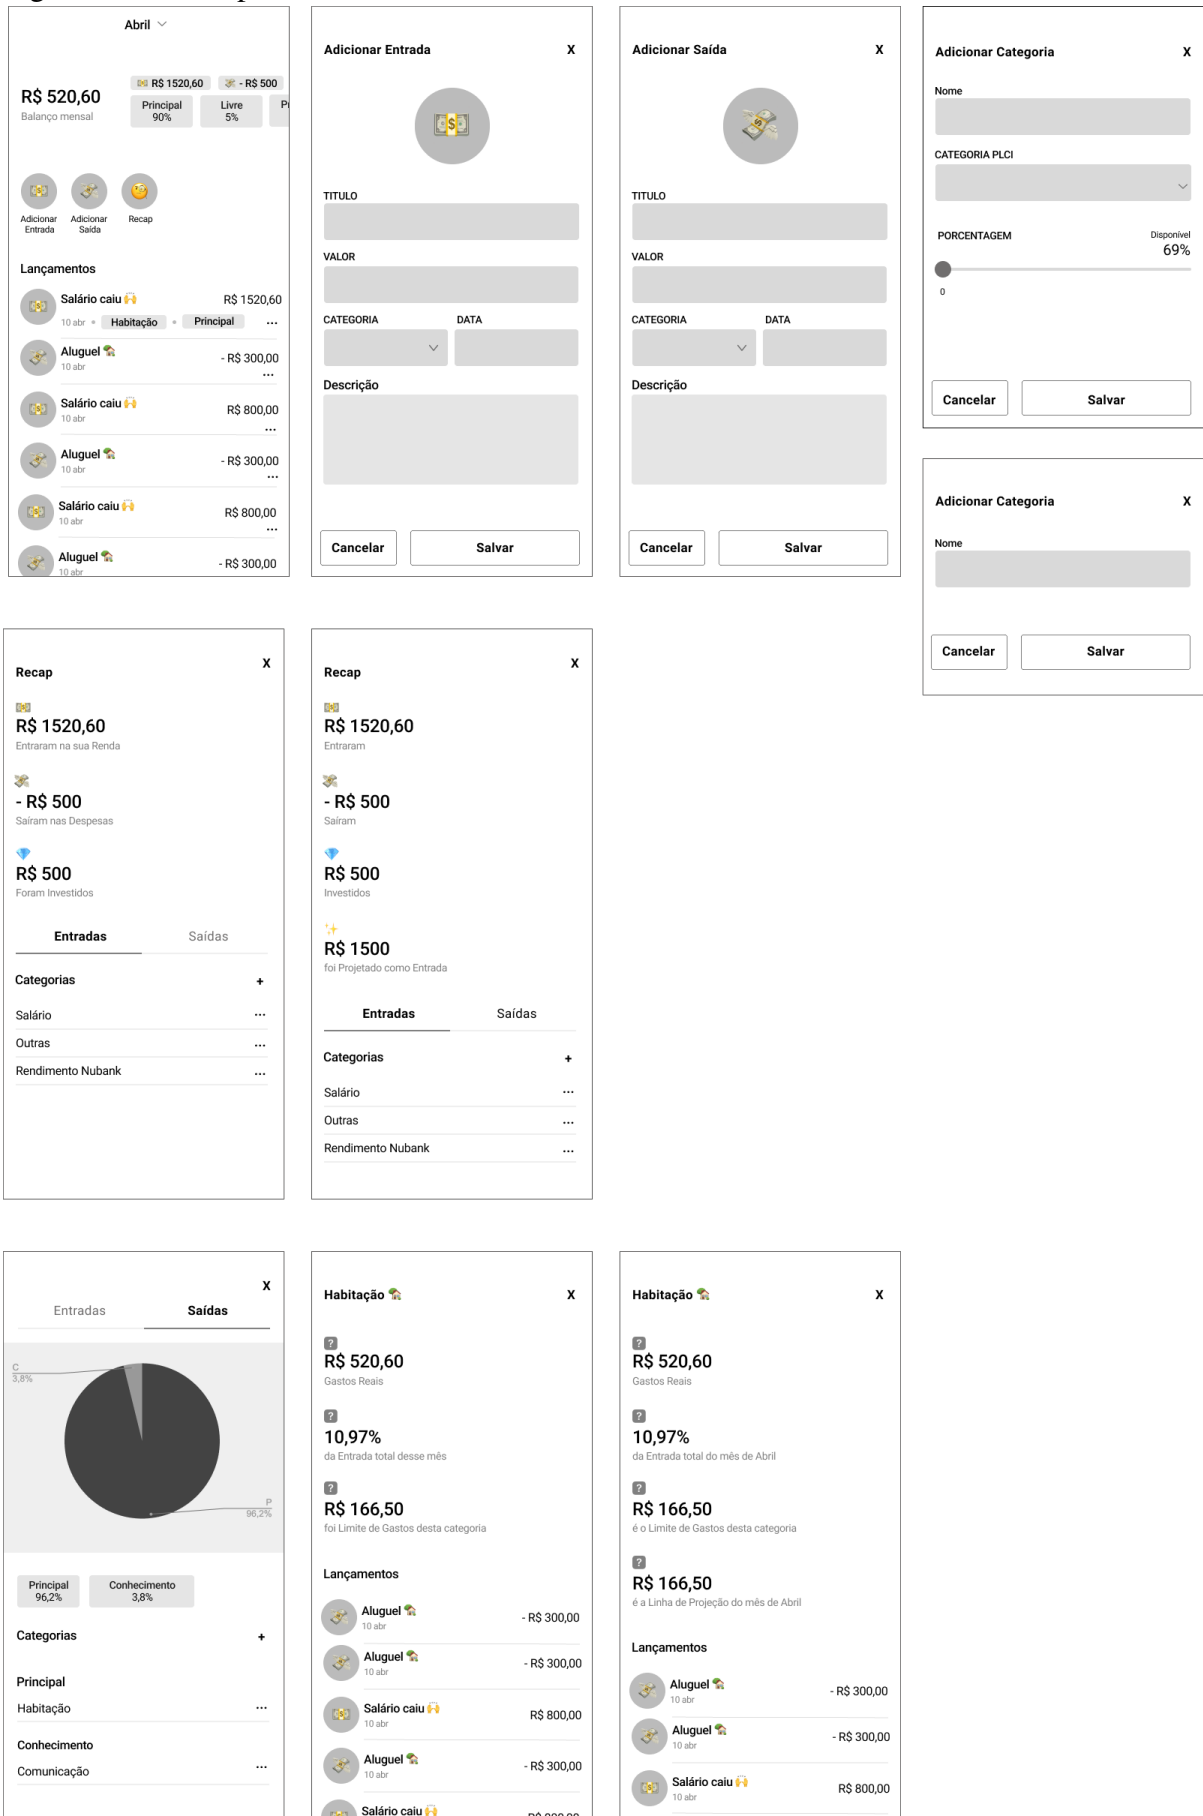 Abril
R$ 520,60
Balanço mensal
R$ 1520,60
- R$ 500
Principal
90%
Livre
5%
Adicionar
Entrada
Adicionar
Saída
Recap
Lançamentos
Salário caiu 🙌
R$ 1520,60
10 abr
Habitação
Principal
...
Aluguel 🏡
10 abr
- R$ 300,00
...
Salário caiu 🙌
10 abr
R$ 800,00
...
Aluguel 🏡
10 abr
- R$ 300,00
...
Salário caiu 🙌
10 abr
R$ 800,00
...
Aluguel 🏡
10 abr
- R$ 300,00
Adicionar Entrada
X
TITULO
VALOR
CATEGORIA
DATA
Descrição
Cancelar
Salvar
Adicionar Saída
X
TITULO
VALOR
CATEGORIA
DATA
Descrição
Cancelar
Salvar
Adicionar Categoria
X
Nome
CATEGORIA PLCI
PORCENTAGEM
Disponível
69%
0
Cancelar
Salvar
Adicionar Categoria
X
Nome
Cancelar
Salvar
X
Recap
R$ 1520,60
Entraram na sua Renda
- R$ 500
Saíram nas Despesas
R$ 500
Foram Investidos
Entradas
Saídas
Categorias
+
Salário
...
Outras
...
Rendimento Nubank
...
X
Recap
R$ 1520,60
Entraram
- R$ 500
Saíram
R$ 500
Investidos
R$ 1500
foi Projetado como Entrada
Entradas
Saídas
Categorias
+
Salário
...
Outras
...
Rendimento Nubank
...
X
Entradas
Saídas
C
3,8%
P
96,2%
Principal
96,2%
Conhecimento
3,8%
Categorias
+
Principal
Habitação
...
Conhecimento
Comunicação
...
Habitação 🏡
X
?
R$ 520,60
Gastos Reais
?
10,97%
da Entrada total desse mês
?
R$ 166,50
foi Limite de Gastos desta categoria
Lançamentos
Aluguel 🏡
10 abr
- R$ 300,00
Aluguel 🏡
10 abr
- R$ 300,00
Salário caiu 🙌
10 abr
R$ 800,00
Aluguel 🏡
10 abr
- R$ 300,00
Salário caiu 🙌
Habitação 🏡
X
?
R$ 520,60
Gastos Reais
?
10,97%
da Entrada total do mês de Abril
?
R$ 166,50
é o Limite de Gastos desta categoria
?
R$ 166,50
é a Linha de Projeção do mês de Abril
Lançamentos
Aluguel 🏡
10 abr
- R$ 300,00
Aluguel 🏡
10 abr
- R$ 300,00
Salário caiu 🙌
10 abr
R$ 800,00